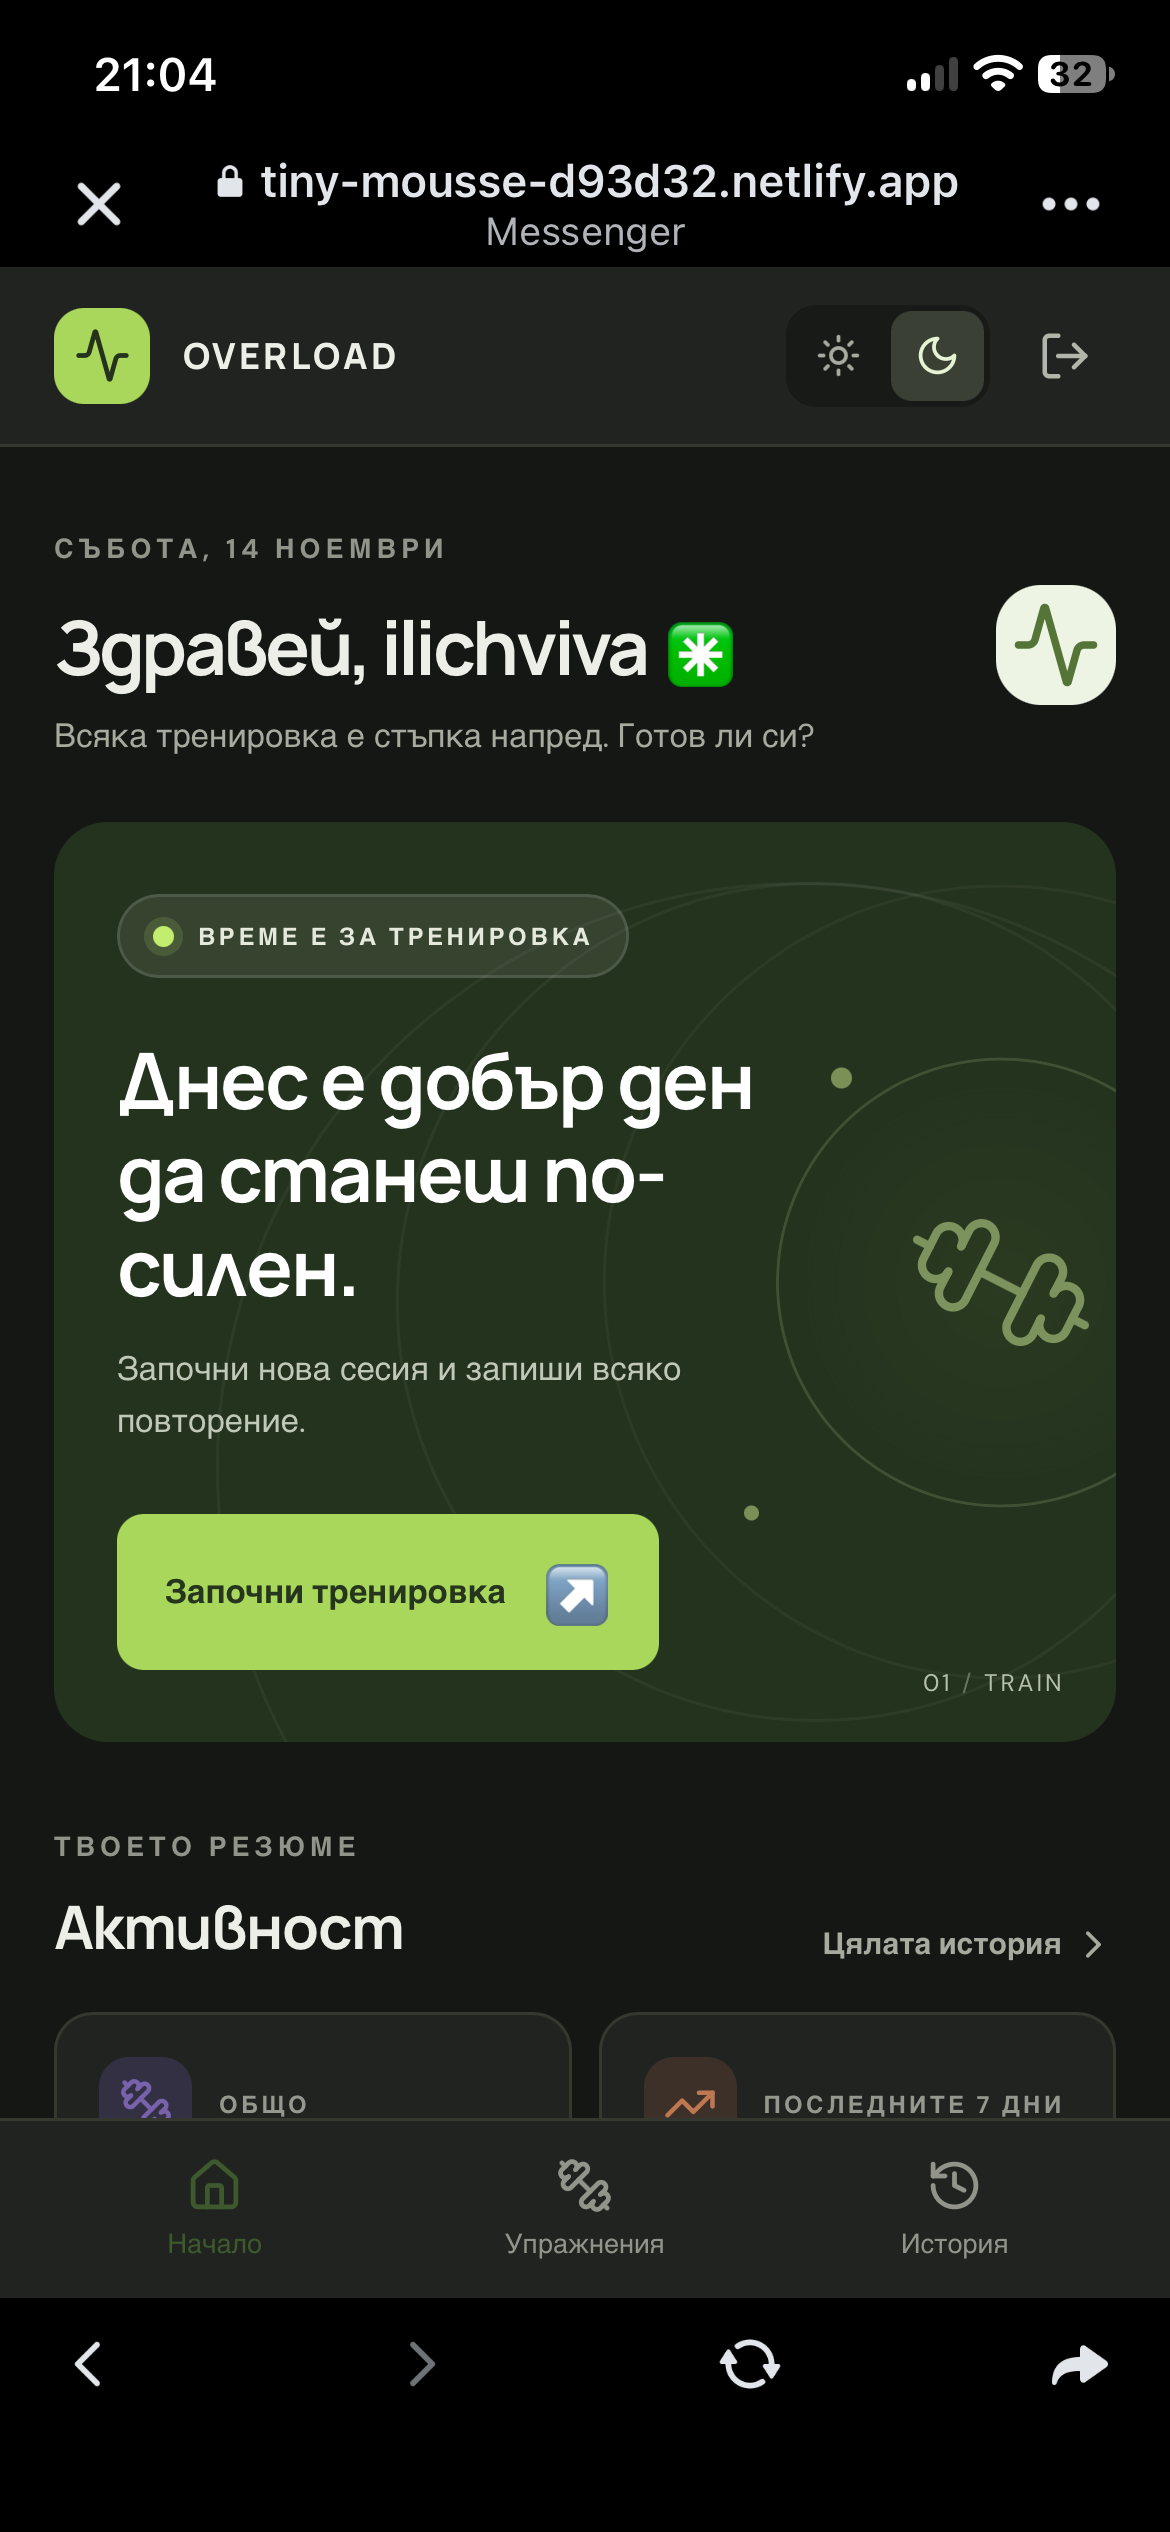 21:04
32
tiny-mousse-d93d32.netlify.app
Messenger
OVERLOAD
СЪБОТА, 14 НОЕМВРИ
Здравей, ilichviva ✳️
Всяка тренировка е стъпка напред. Готов ли си?
ВРЕМЕ Е ЗА ТРЕНИРОВКА
Днес е добър ден
да станеш по-
силен.
Започни нова сесия и запиши всяко
повторение.
Започни тренировка ↗️
01 / TRAIN
ТВОЕТО РЕЗЮМЕ
Активност
Цялата история
ОБЩО
ПОСЛЕДНИТЕ 7 ДНИ
Начало
Упражнения
История